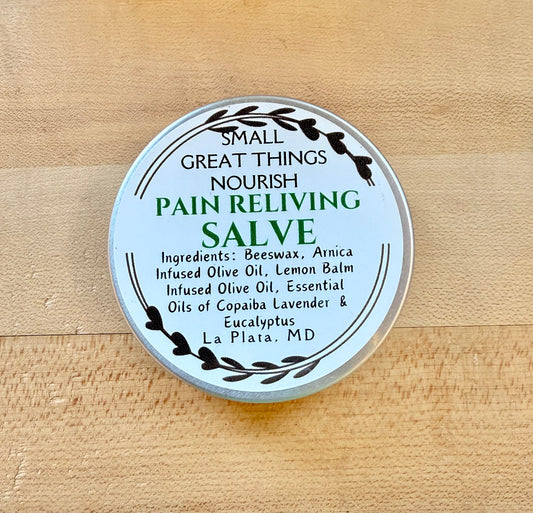 SMALL
GREAT THINGS
NOURISH
PAIN RELIVING
SALVE
Ingredients: Beeswax, Arnica
Infused Olive Oil, Lemon Balm
Infused Olive Oil, Essential
Oils of Copaiba Lavender &
Eucalyptus
La Plata, MD